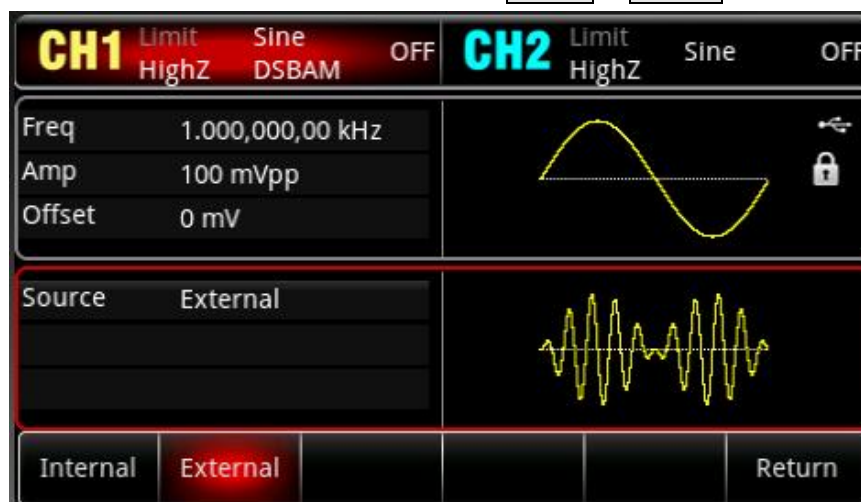 CH1 Limit Sine OFF CH2 Limit Sine OFF
HighZ DSBAM HighZ
Freq 1.000,000,00 kHz
Amp 100 mVpp
Offset 0 mV
Source External
Internal External Return